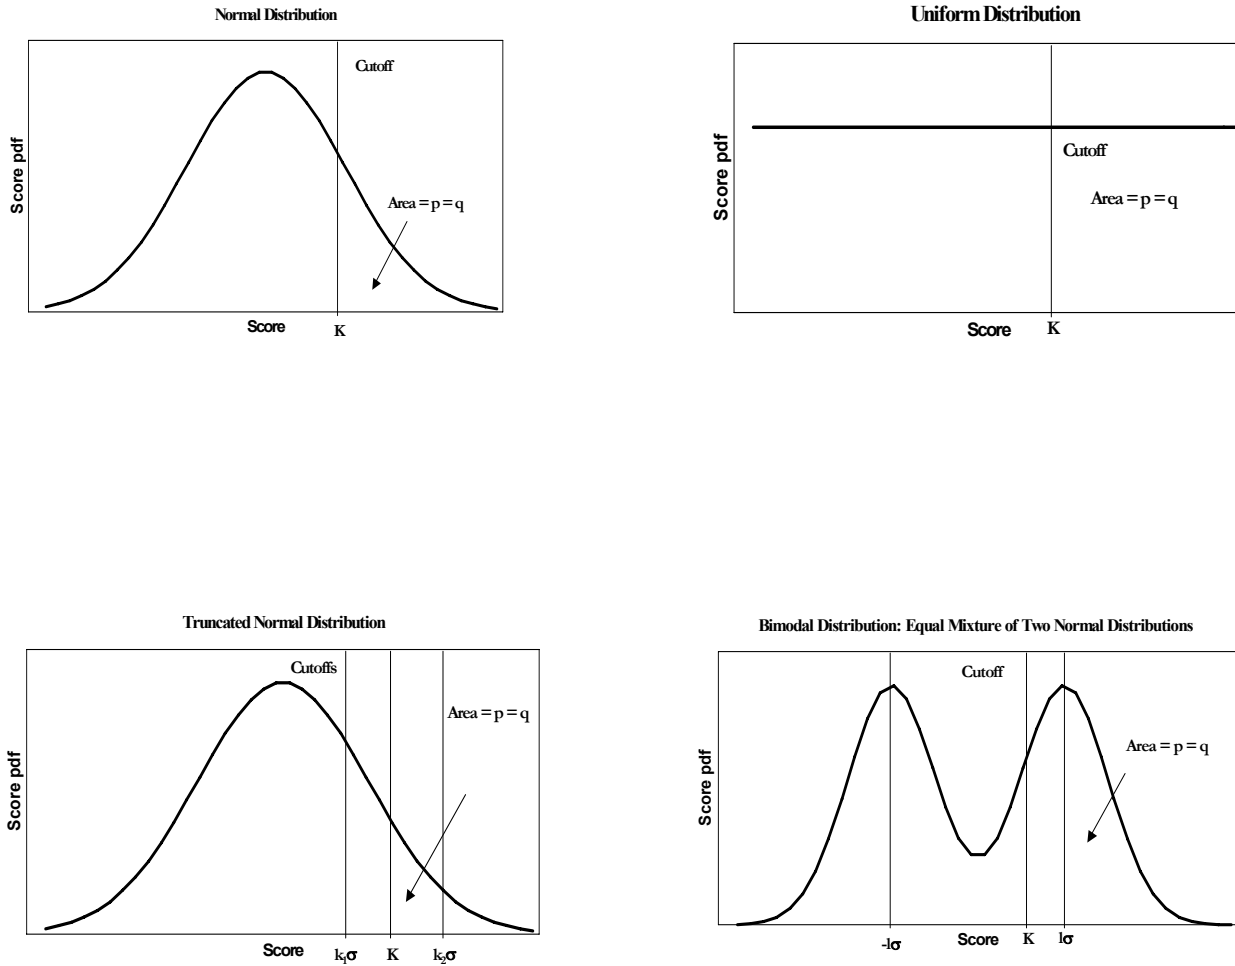 Normal Distribution
Cutoff
Area = p = q
Score pdf
Score
K
Uniform Distribution
Cutoff
Area = p = q
Score pdf
Score
K
Truncated Normal Distribution
Cutoffs
Area = p = q
Score pdf
Score
k₁σ
K
k₂σ
Bimodal Distribution: Equal Mixture of Two Normal Distributions
Cutoff
Area = p = q
Score pdf
-lσ
Score
K
lσ